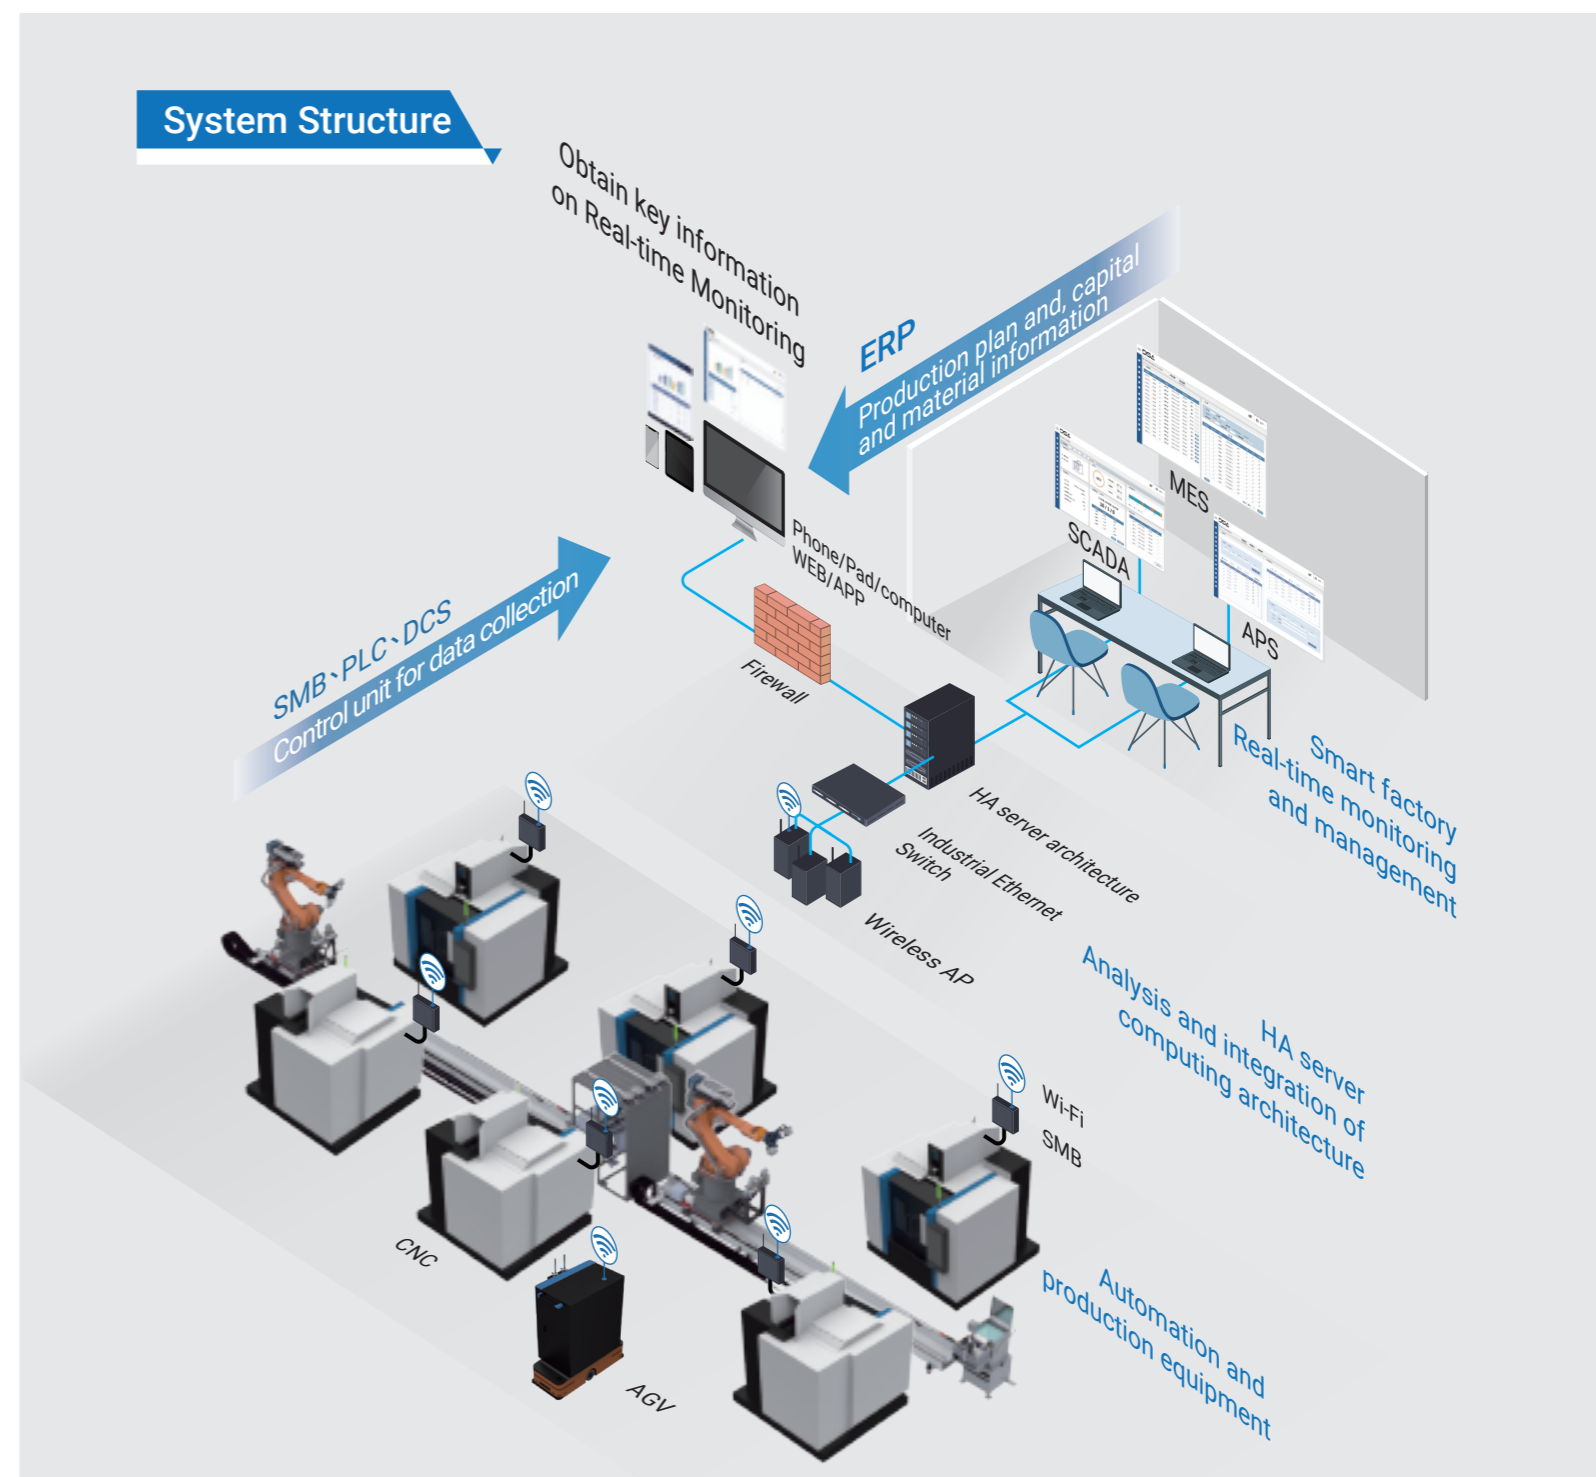 System Structure
Obtain key information
on Real-time Monitoring
ERP
Production plan and, capital
and material information
MES
SCADA
APS
Phone/Pad/computer
WEB/APP
SMB、PLC、DCS
Control unit for data collection
Firewall
HA server architecture
Industrial Ethernet
Switch
Wireless AP
Smart factory
Real-time monitoring
and management
HA server
Analysis and integration of
computing architecture
Wi-Fi
SMB
CNC
AGV
Automation and
production equipment